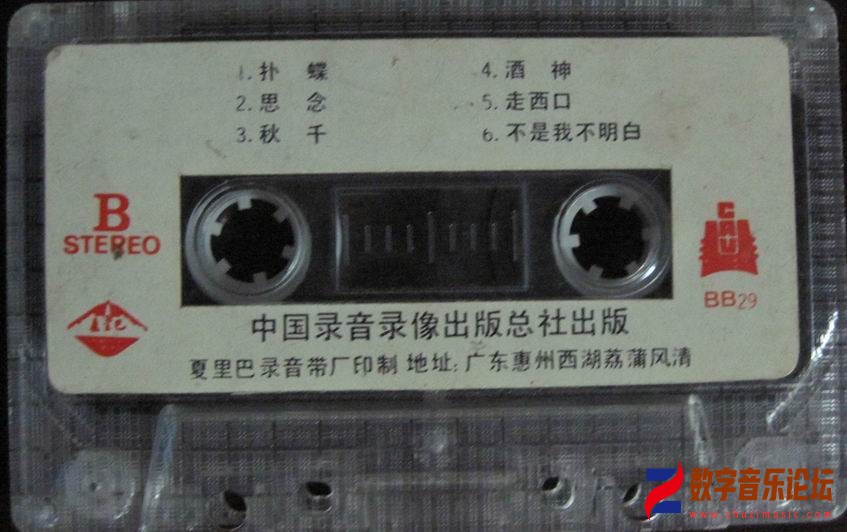 1. 扑 蝶
2. 思 念
3. 秋 千
4. 酒 神
5. 走西口
6. 不是我不明白
B
STEREO
BB29
中国录音录像出版总社出版
夏里巴录音带厂印制 地址: 广东惠州西湖荔蒲风清
数字音乐论坛